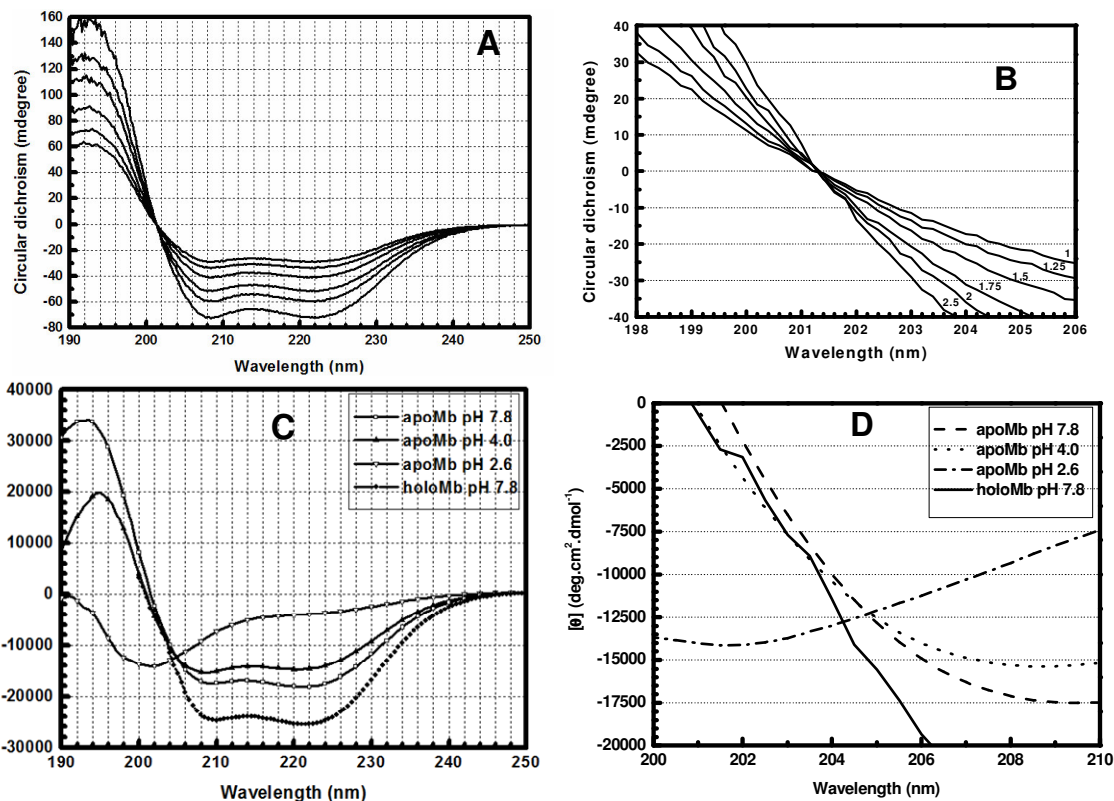 A
Circular dichroism (mdegree)
160
140
120
100
80
60
40
20
0
-20
-40
-60
-80
190 200 210 220 230 240 250
Wavelength (nm)
B
Circular dichroism (mdegree)
40
30
20
10
0
-10
-20
-30
-40
1
1.25
1.5
1.75
2
2.5
198 199 200 201 202 203 204 205 206
Wavelength (nm)
C
40000
30000
20000
10000
0
-10000
-20000
-30000
apoMb pH 7.8
apoMb pH 4.0
apoMb pH 2.6
holoMb pH 7.8
190 200 210 220 230 240 250
Wavelength (nm)
D
[θ] (deg.cm².dmol⁻¹)
0
-2500
-5000
-7500
-10000
-12500
-15000
-17500
-20000
apoMb pH 7.8
apoMb pH 4.0
apoMb pH 2.6
holoMb pH 7.8
200 202 204 206 208 210
Wavelength (nm)